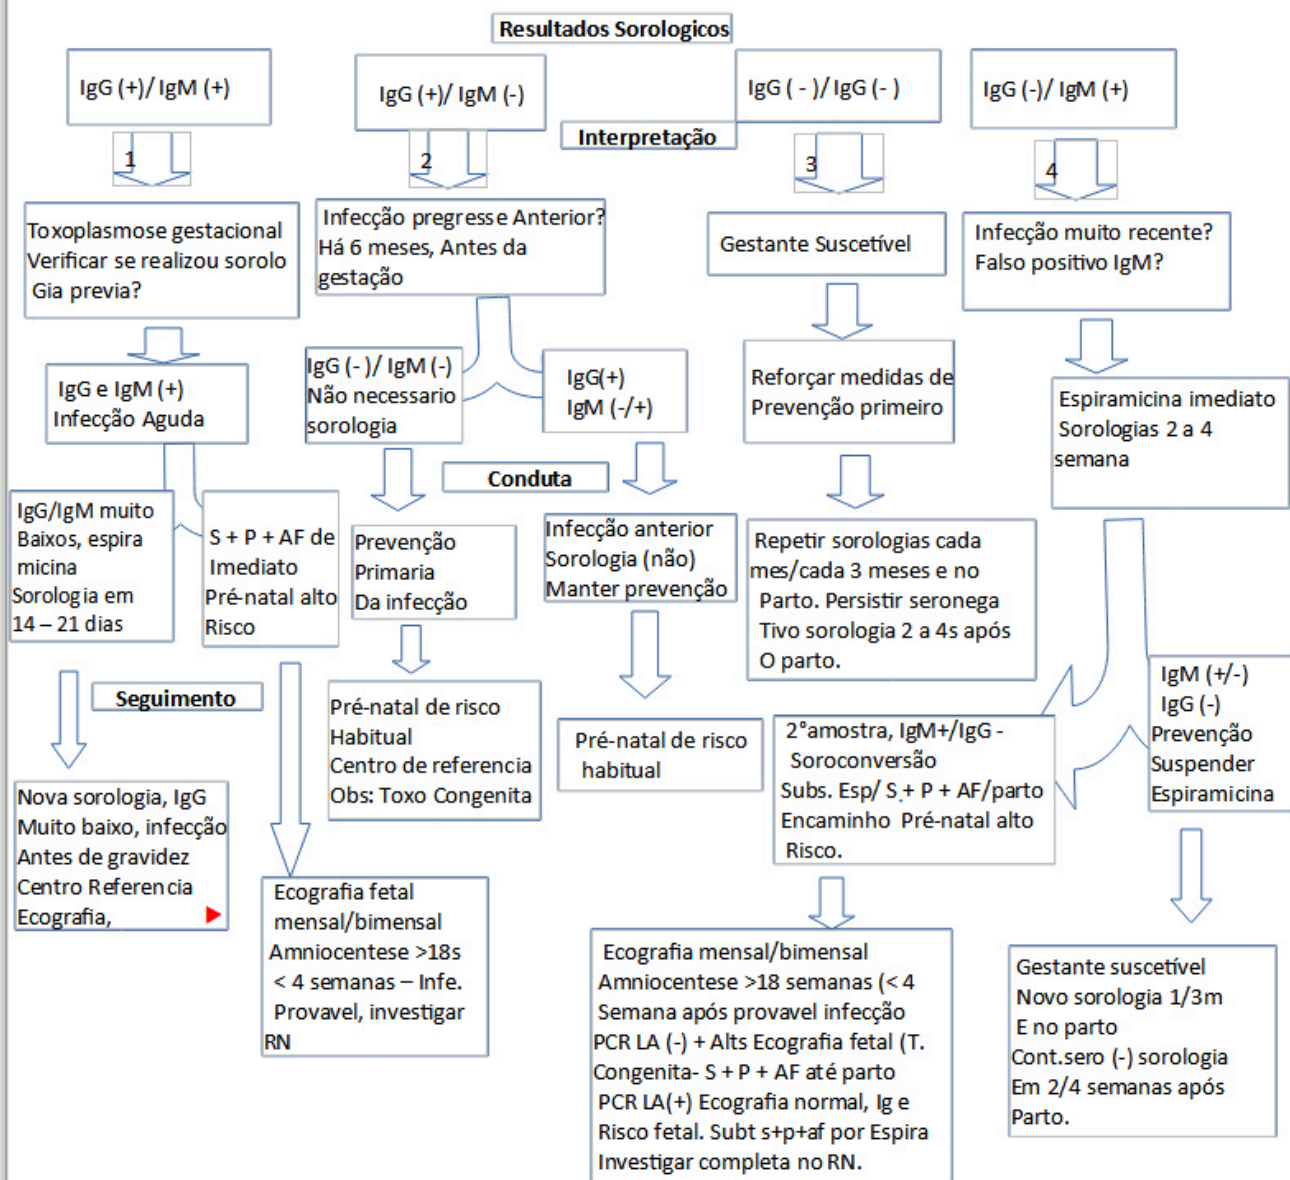 Resultados Sorologicos
IgG (+)/ IgM (+)
IgG (+)/ IgM (-)
IgG ( - )/ IgG (- )
IgG (-)/ IgM (+)
Interpretação
1
2
3
4
Toxoplasmose gestacional
Verificar se realizou sorolo
Gia previa?
Infecção pregresse Anterior?
Há 6 meses, Antes da
gestação
Gestante Suscetível
Infecção muito recente?
Falso positivo IgM?
IgG e IgM (+)
Infecção Aguda
IgG (- )/ IgM (-)
Não necessario
sorologia
IgG(+)
IgM (-/+)
Reforçar medidas de
Prevenção primeiro
Espiramicina imediato
Sorologias 2 a 4
semana
Conduta
IgG/IgM muito
Baixos, espira
micina
Sorologia em
14 – 21 dias
S + P + AF de
Imediato
Pré-natal alto
Risco
Prevenção
Primaria
Da infecção
Infecção anterior
Sorologia (não)
Manter prevenção
Repetir sorologias cada
mes/cada 3 meses e no
Parto. Persistir seronega
Tivo sorologia 2 a 4s após
O parto.
Seguimento
Pré-natal de risco
Habitual
Centro de referencia
Obs: Toxo Congenita
Pré-natal de risco
habitual
2°amostra, IgM+/IgG -
Soroconversão
Subs. Esp/ S + P + AF/parto
Encaminho Pré-natal alto
Risco.
IgM (+/-)
IgG (-)
Prevenção
Suspender
Espiramicina
Nova sorologia, IgG
Muito baixo, infecção
Antes de gravidez
Centro Referencia
Ecografia,
Ecografia fetal
mensal/bimensal
Amniocentese >18s
< 4 semanas – Infe.
Provavel, investigar
RN
Ecografia mensal/bimensal
Amniocentese >18 semanas (< 4
Semana após provavel infecção
PCR LA (-) + Alts Ecografia fetal (T.
Congenita- S + P + AF até parto
PCR LA(+) Ecografia normal, Ig e
Risco fetal. Subt s+p+af por Espira
Investigar completa no RN.
Gestante suscetível
Novo sorologia 1/3m
E no parto
Cont.sero (-) sorologia
Em 2/4 semanas após
Parto.